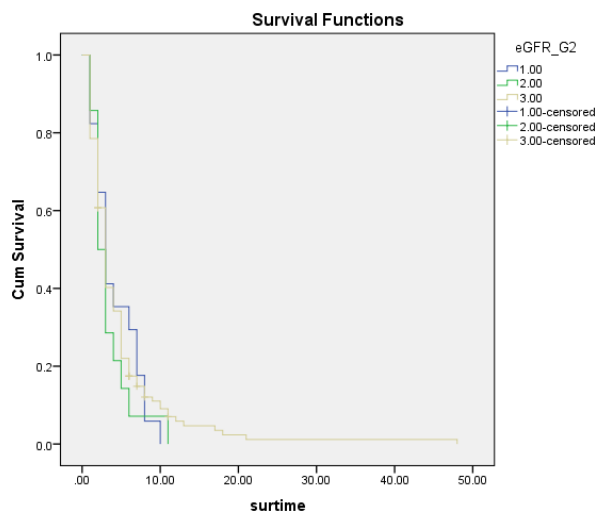 Survival Functions
eGFR_G2
1.00
2.00
3.00
1.00-censored
2.00-censored
3.00-censored
Cum Survival
1.0
0.8
0.6
0.4
0.2
0.0
.00
10.00
20.00
30.00
40.00
50.00
surtime